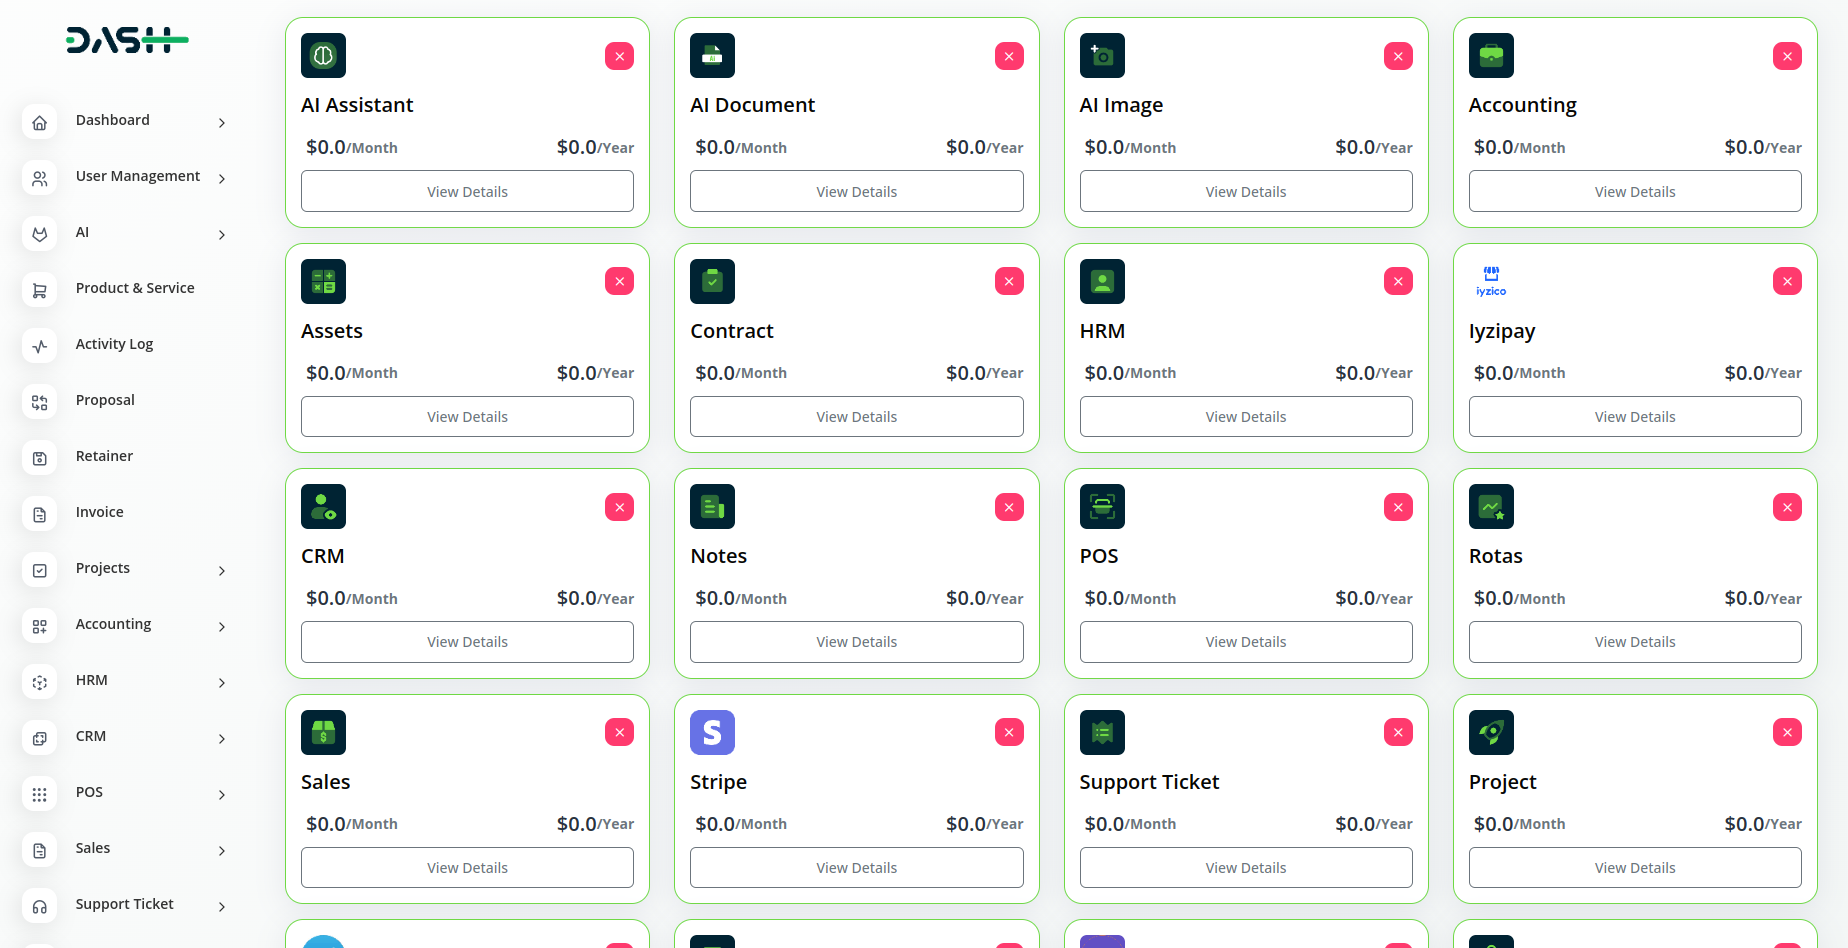 DASH
Dashboard
User Management
AI
Product & Service
Activity Log
Proposal
Retainer
Invoice
Projects
Accounting
HRM
CRM
POS
Sales
Support Ticket
AI Assistant
$0.0/Month $0.0/Year
View Details
AI
AI Document
$0.0/Month $0.0/Year
View Details
AI Image
$0.0/Month $0.0/Year
View Details
Accounting
$0.0/Month $0.0/Year
View Details
Assets
$0.0/Month $0.0/Year
View Details
Contract
$0.0/Month $0.0/Year
View Details
HRM
$0.0/Month $0.0/Year
View Details
iyzico
Iyzipay
$0.0/Month $0.0/Year
View Details
CRM
$0.0/Month $0.0/Year
View Details
Notes
$0.0/Month $0.0/Year
View Details
POS
$0.0/Month $0.0/Year
View Details
Rotas
$0.0/Month $0.0/Year
View Details
$
Sales
$0.0/Month $0.0/Year
View Details
S
Stripe
$0.0/Month $0.0/Year
View Details
Support Ticket
$0.0/Month $0.0/Year
View Details
Project
$0.0/Month $0.0/Year
View Details